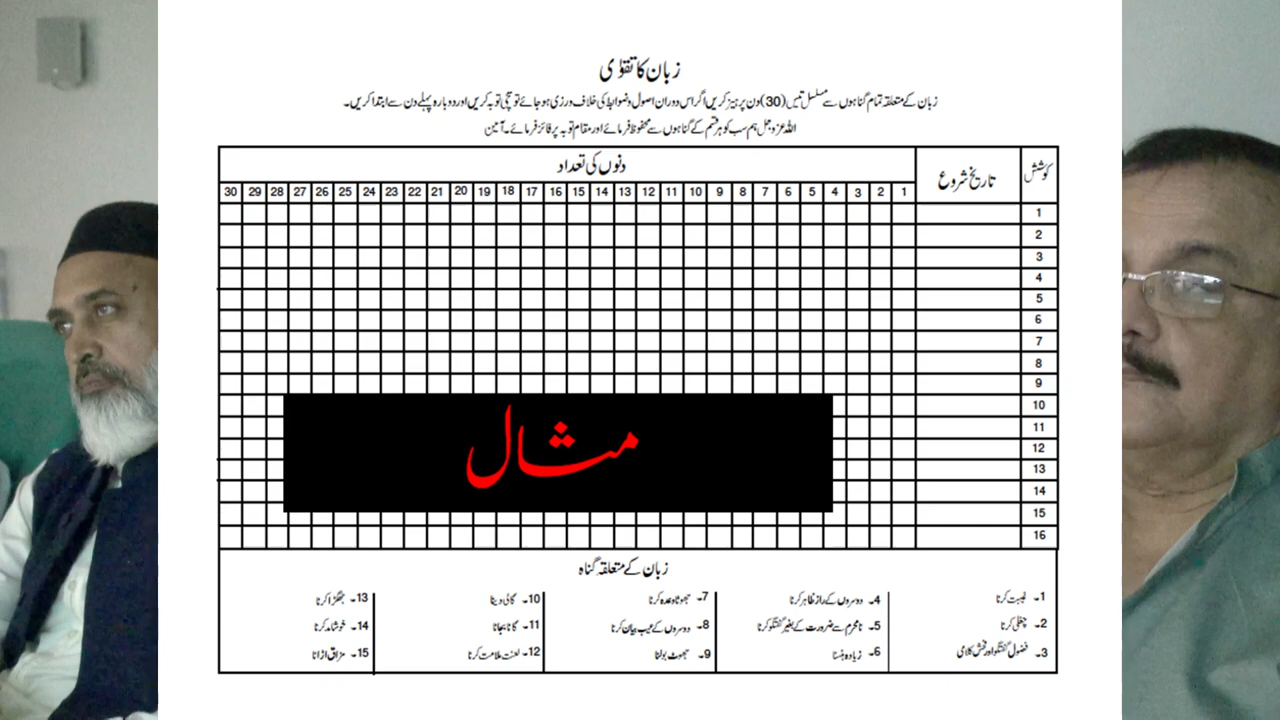 زبان کا تقوٰی
زبان کے متعلقہ تمام گناہوں سے مسلسل تیس (30) دن پرہیز کریں اگر اس دوران اصول و ضوابط کی خلاف ورزی ہو جائے تو سچی توبہ کریں اور دوبارہ پہلے دن سے ابتدا کریں۔
اللہ عزوجل ہم سب کو ہر قسم کے گناہوں سے محفوظ فرمائے اور مقام توبہ پر فائز فرمائے۔ آمین
کوشش تاریخ شروع دنوں کی تعداد
1 2 3 4 5 6 7 8 9 10 11 12 13 14 15 16 17 18 19 20 21 22 23 24 25 26 27 28 29 30
1
2
3
4
5
6
7
8
9
10
11
12
13
14
15
16
مثال
زبان کے متعلقہ گناہ
1۔ غیبت کرنا
2۔ چغلی کرنا
3۔ فضول گفتگو اور فحش کلامی
4۔ دوسروں کے راز ظاہر کرنا
5۔ نامحرم سے ضرورت کے بغیر گفتگو کرنا
6۔ زیادہ ہنسنا
7۔ جھوٹا وعدہ کرنا
8۔ دوسروں کے عیب بیان کرنا
9۔ جھوٹ بولنا
10۔ گالی دینا
11۔ گانا بجانا
12۔ لعنت ملامت کرنا
13۔ جھگڑا کرنا
14۔ خوشامد کرنا
15۔ مزاق اڑانا